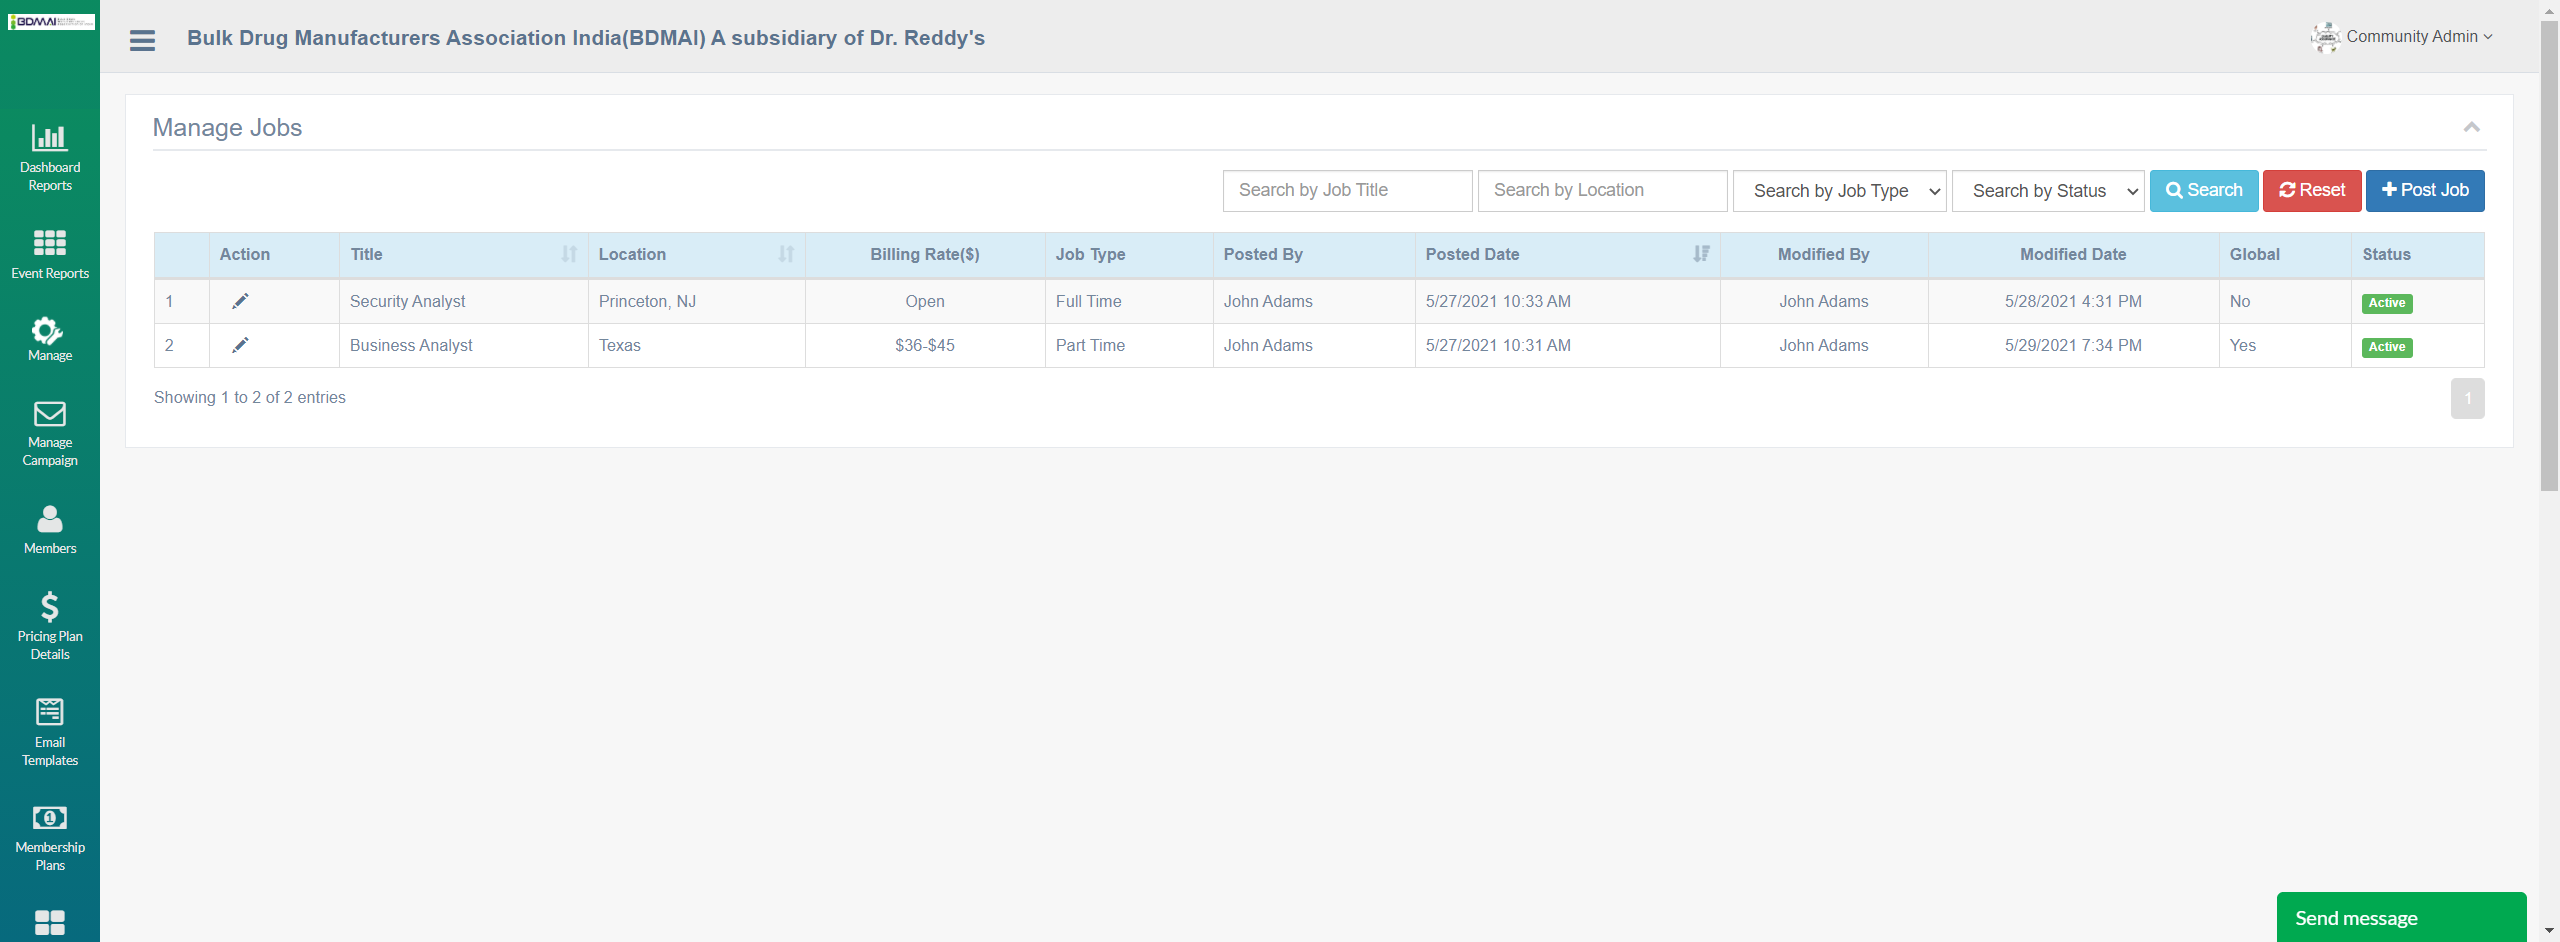 BDMAI
Bulk Drug Manufacturers Association India(BDMAI) A subsidiary of Dr. Reddy's
Community Admin
Dashboard
Reports
Event Reports
Manage
Manage
Campaign
Members
Pricing Plan
Details
Email
Templates
Membership
Plans
Manage Jobs
Search by Job Title Search by Location Search by Job Type Search by Status Search Reset Post Job
Action Title Location Billing Rate($) Job Type Posted By Posted Date Modified By Modified Date Global Status
1 Security Analyst Princeton, NJ Open Full Time John Adams 5/27/2021 10:33 AM John Adams 5/28/2021 4:31 PM No Active
2 Business Analyst Texas $36-$45 Part Time John Adams 5/27/2021 10:31 AM John Adams 5/29/2021 7:34 PM Yes Active
Showing 1 to 2 of 2 entries 1
Send message